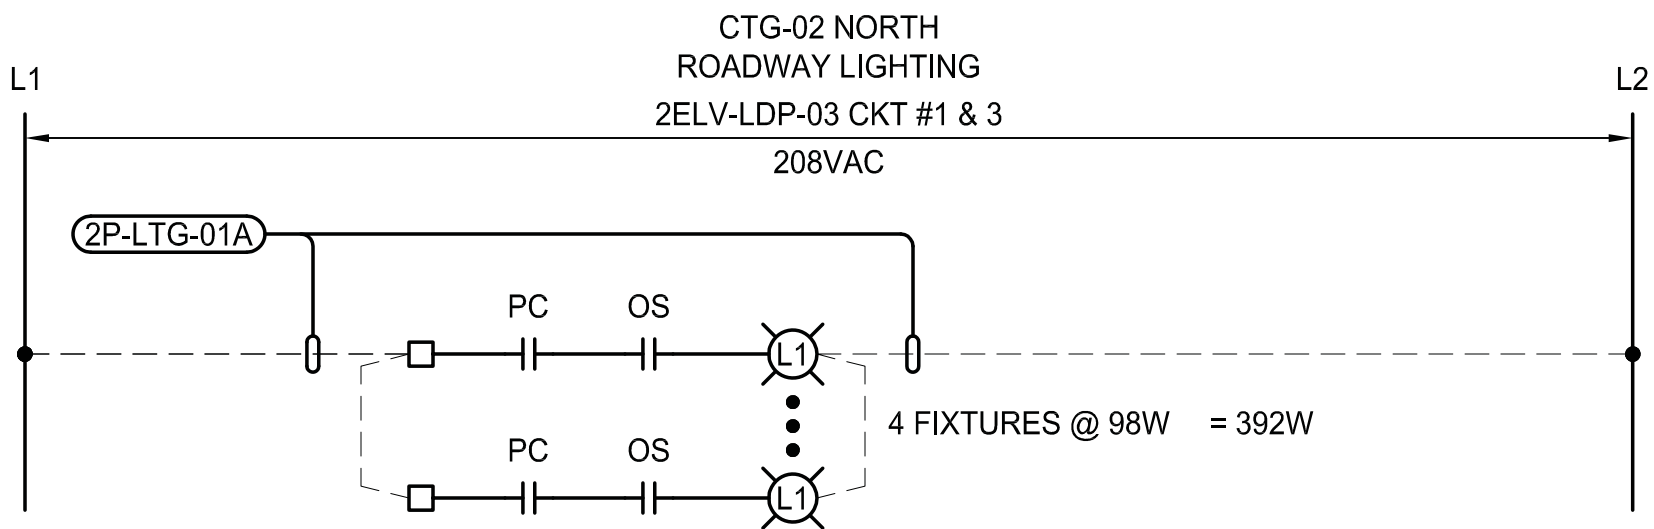 CTG-02 NORTH
ROADWAY LIGHTING
L1
L2
2ELV-LDP-03 CKT #1 & 3
208VAC
2P-LTG-01A
PC OS
L1
4 FIXTURES @ 98W = 392W
PC OS
L1